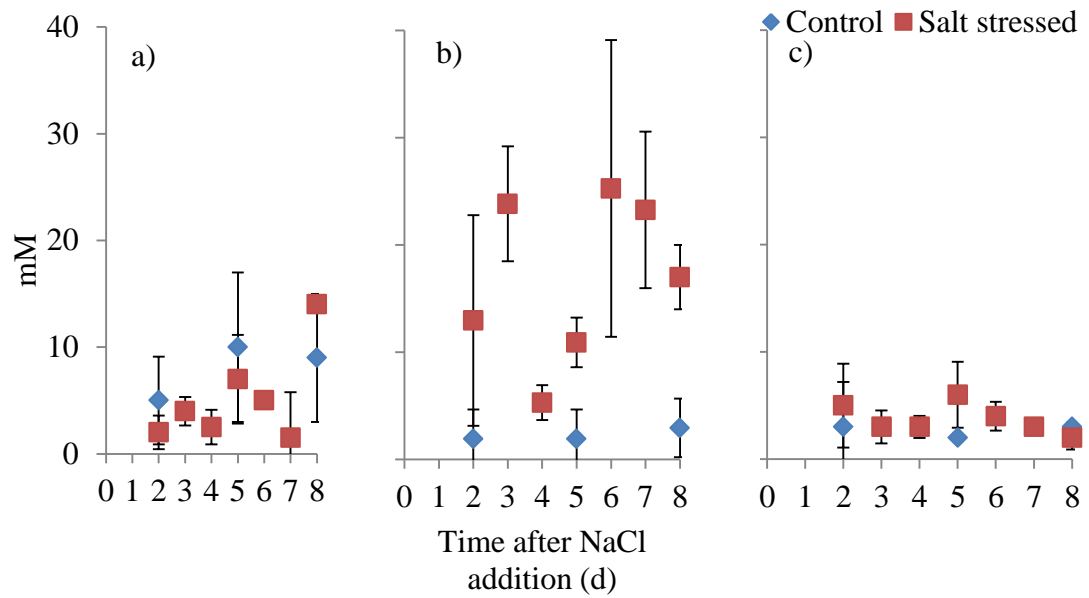 Control Salt stressed
a)
b)
c)
40
30
20
10
0
mM
0 1 2 3 4 5 6 7 8
0 1 2 3 4 5 6 7 8
0 1 2 3 4 5 6 7 8
Time after NaCl
addition (d)